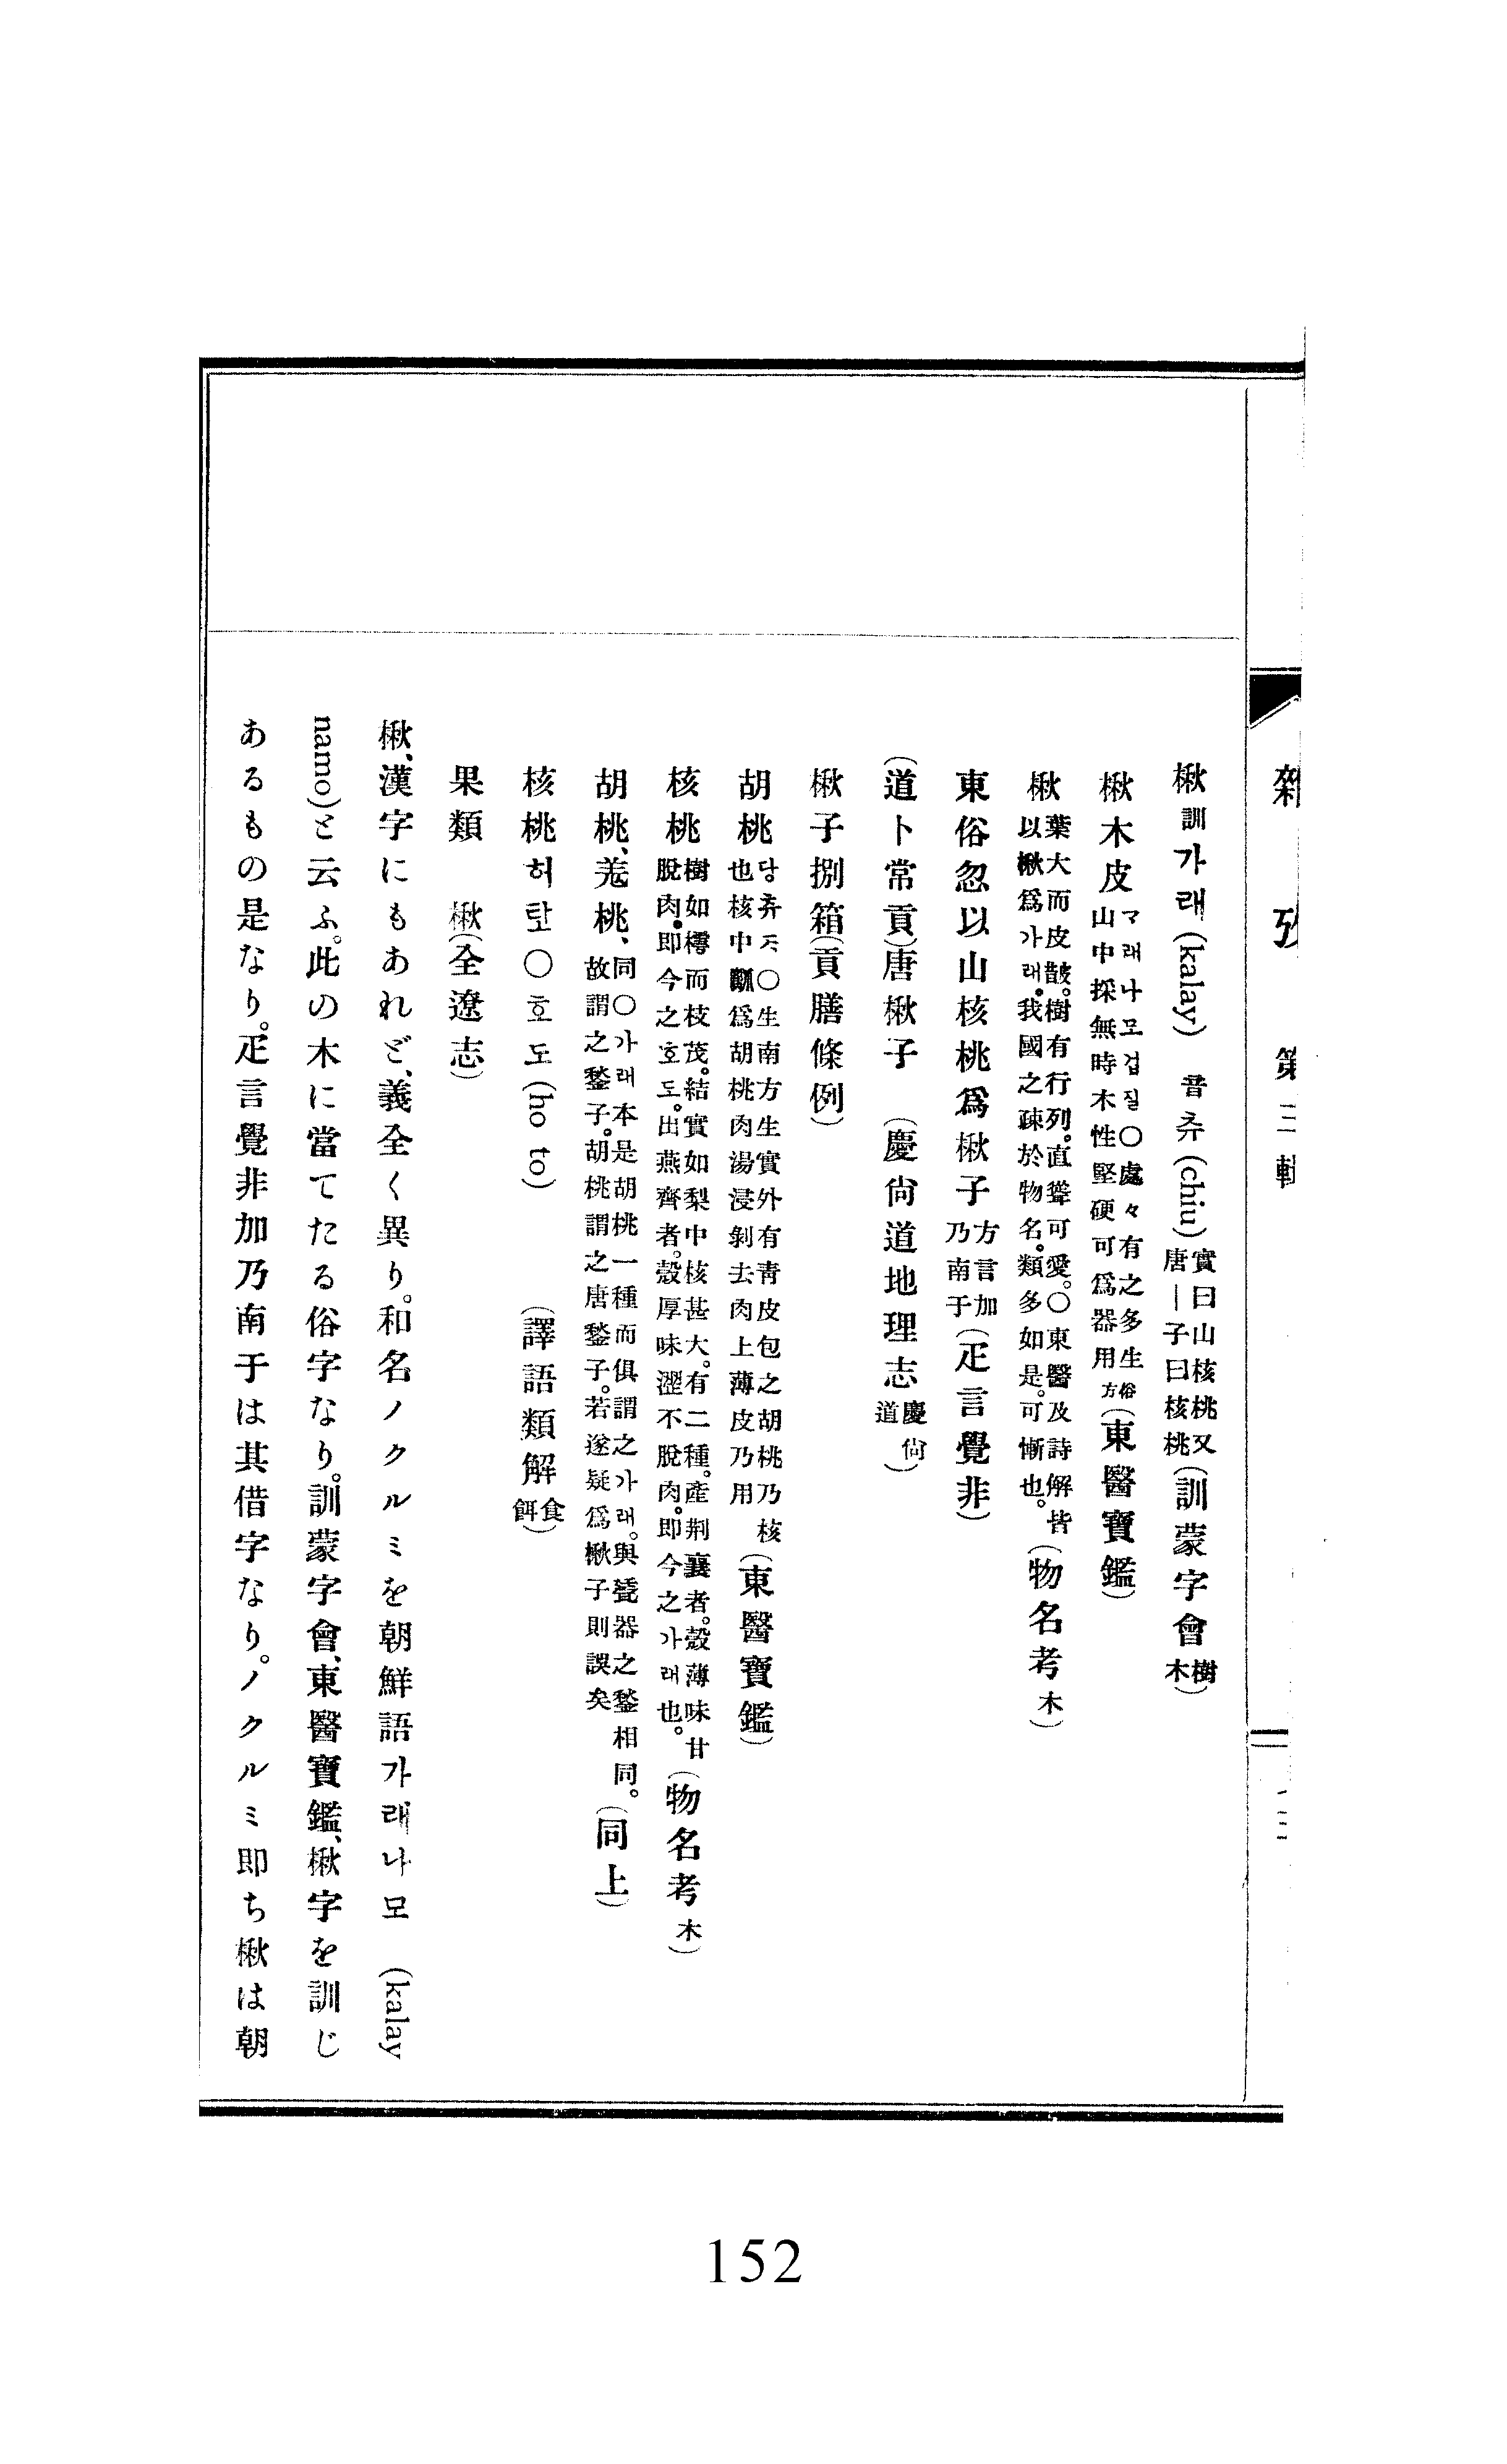 雜攷 第二輯 一二
楸 訓가래(kalay) 音츄(chiu) 實曰山核桃又唐―子曰核桃(訓蒙字會 樹木)
楸木皮 래나모겁질〇處々有之多生山中採無時木性堅硬可爲器用 俗方(東醫寶鑑)
楸 葉大而皮皵。樹有行列。直聳可愛。〇東醫及詩解皆以楸爲가래。我國之疎於物名。類多如是。可慚也。(物名考 木)
東俗忽以山核桃爲楸子 方言加乃南于(疋言覺非)
(道卜常貢)唐楸子 (慶尙道地理志 慶尙道)
楸子捌箱(貢膳條例)
胡桃 당츄ᄌᆞ〇生南方生實外有靑皮包之胡桃乃核也核中爲胡桃肉湯浸剝去肉上薄皮乃用 (東醫寶鑑)
核桃 樹如樗而枝茂。結實如梨中核甚大。有二種。產荆襄者。殼薄味甘脫肉。即今之호도。出燕齊者。殼厚味澀不脫肉。即今之가래也。(物名考 木)
胡桃、羌桃、 同〇가래本是胡桃一種而俱謂之가래。與甆器之鍫相同。故謂之鍫子。胡桃謂之唐鍫子。若遂疑爲楸子則誤矣(同上)
核桃허탚〇호도(ho to) (譯語類解 食餌)
果類 楸(全遼志)
楸、漢字にもあれど、義全く異り。和名ノクルミを朝鮮語가래나모 (kalay
namo)と云ふ。此の木に當てたる俗字なり。訓蒙字會、東醫寶鑑、楸字を訓じ
あるもの是なり。疋言覺非加乃南于は其借字なり。ノクルミ即ち楸は朝
152